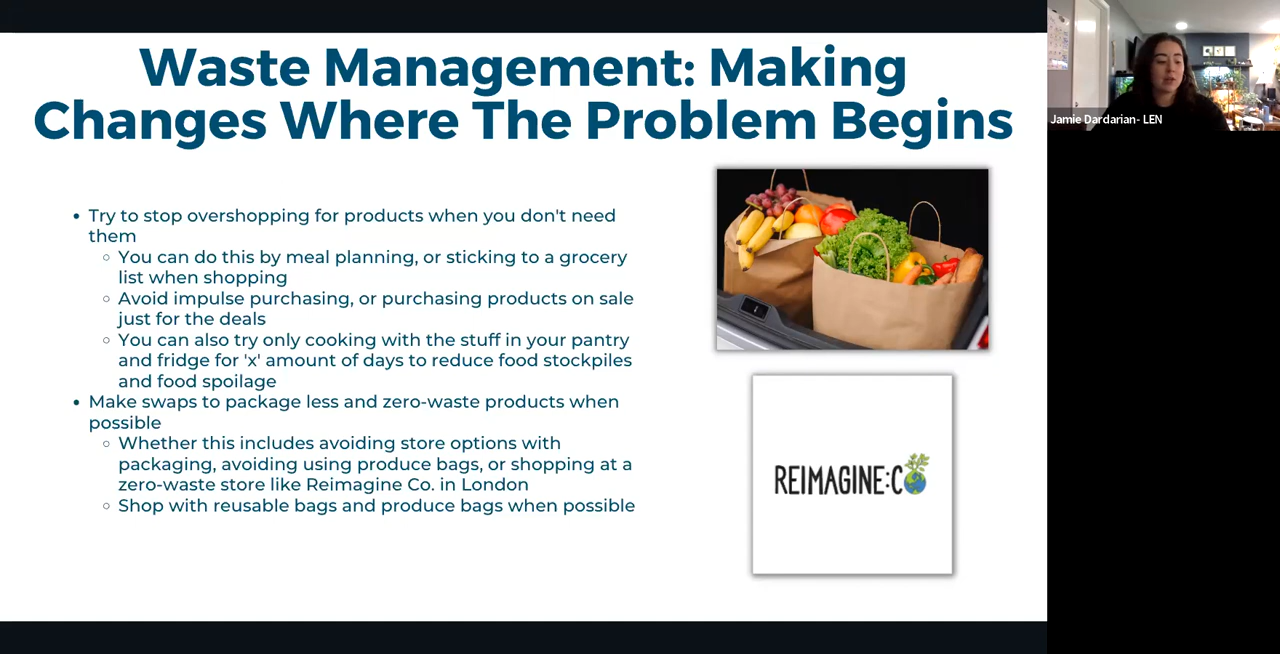 Waste Management: Making
Changes Where The Problem Begins
Try to stop overshopping for products when you don't need
them
You can do this by meal planning, or sticking to a grocery
list when shopping
Avoid impulse purchasing, or purchasing products on sale
just for the deals
You can also try only cooking with the stuff in your pantry
and fridge for 'x' amount of days to reduce food stockpiles
and food spoilage
Make swaps to package less and zero-waste products when
possible
Whether this includes avoiding store options with
packaging, avoiding using produce bags, or shopping at a
zero-waste store like Reimagine Co. in London
Shop with reusable bags and produce bags when possible
REIMAGINE:CO
Jamie Dardarian- LEN